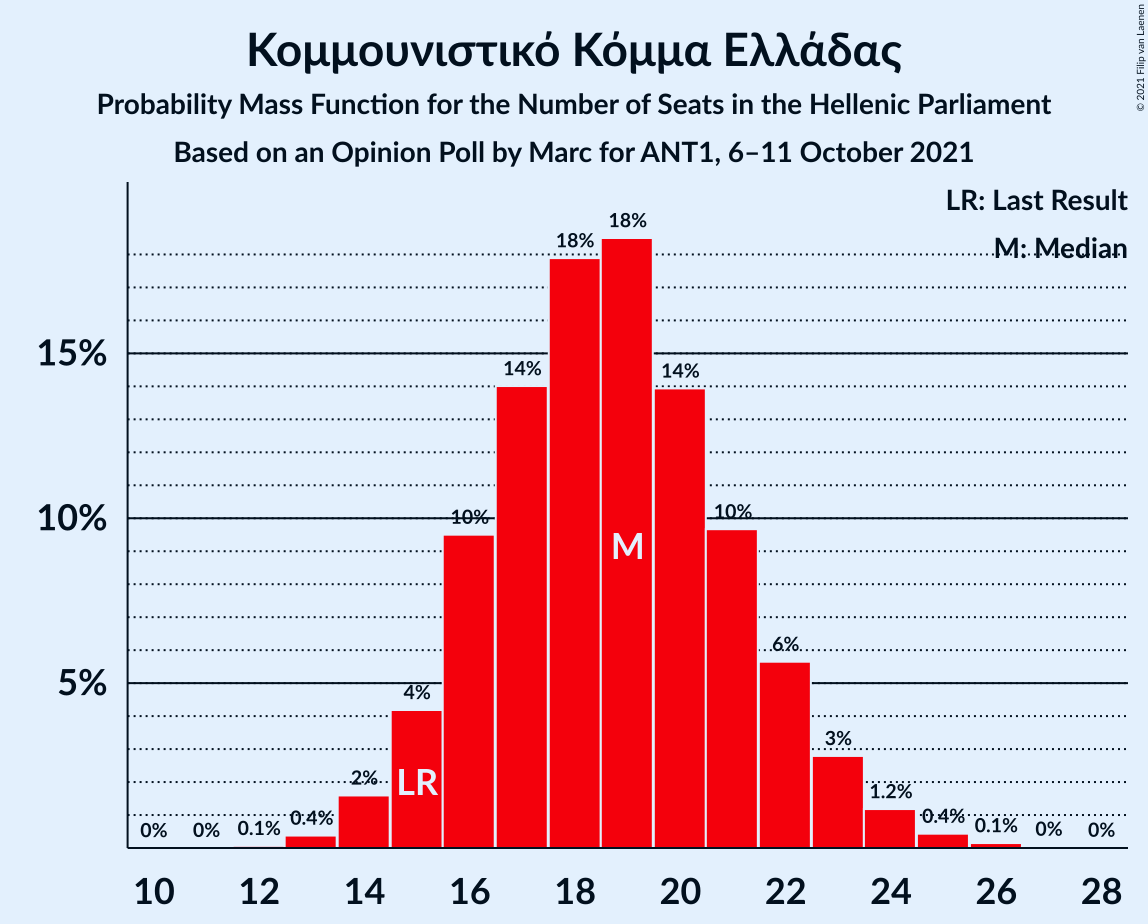 Κομμουνιστικό Κόμμα Ελλάδας
Probability Mass Function for the Number of Seats in the Hellenic Parliament
Based on an Opinion Poll by Marc for ANT1, 6–11 October 2021
© 2021 Filip van Laenen
LR: Last Result
M: Median
15%
10%
5%
0%
0%
0.1%
0.4%
2%
4%
10%
14%
18%
18%
14%
10%
6%
3%
1.2%
0.4%
0.1%
0%
0%
LR
M
10 12 14 16 18 20 22 24 26 28